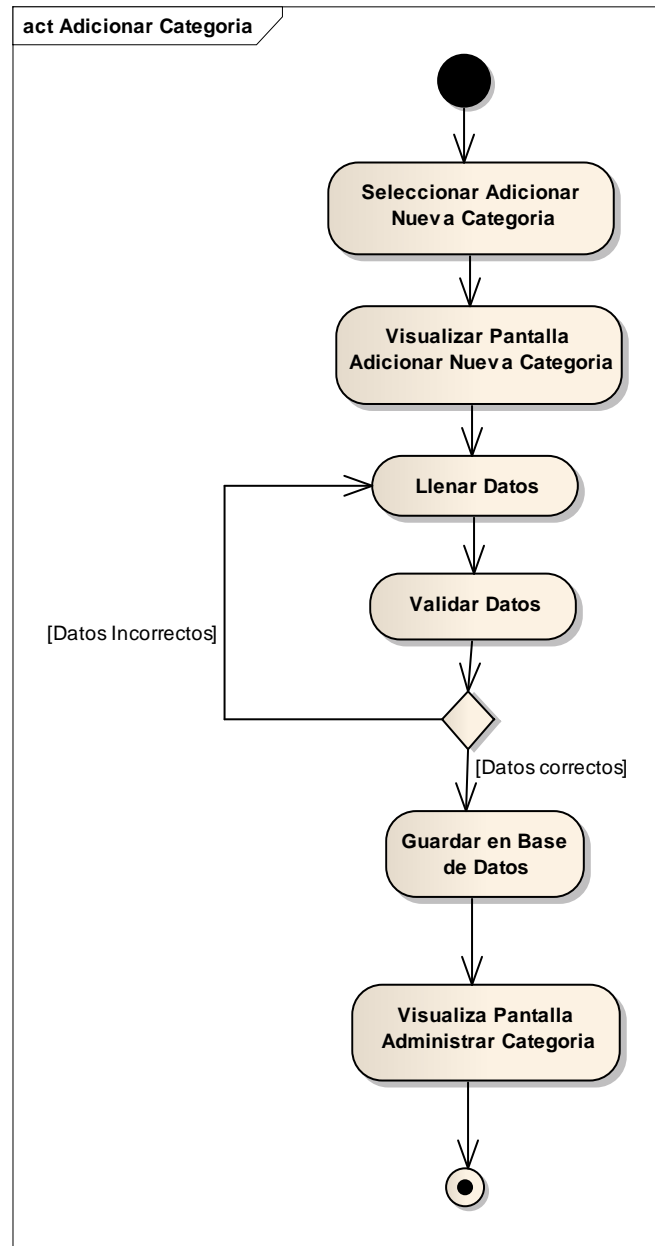 act Adicionar Categoria
Seleccionar Adicionar
Nueva Categoria
Visualizar Pantalla
Adicionar Nueva Categoria
Llenar Datos
Validar Datos
[Datos Incorrectos]
[Datos correctos]
Guardar en Base
de Datos
Visualiza Pantalla
Administrar Categoria